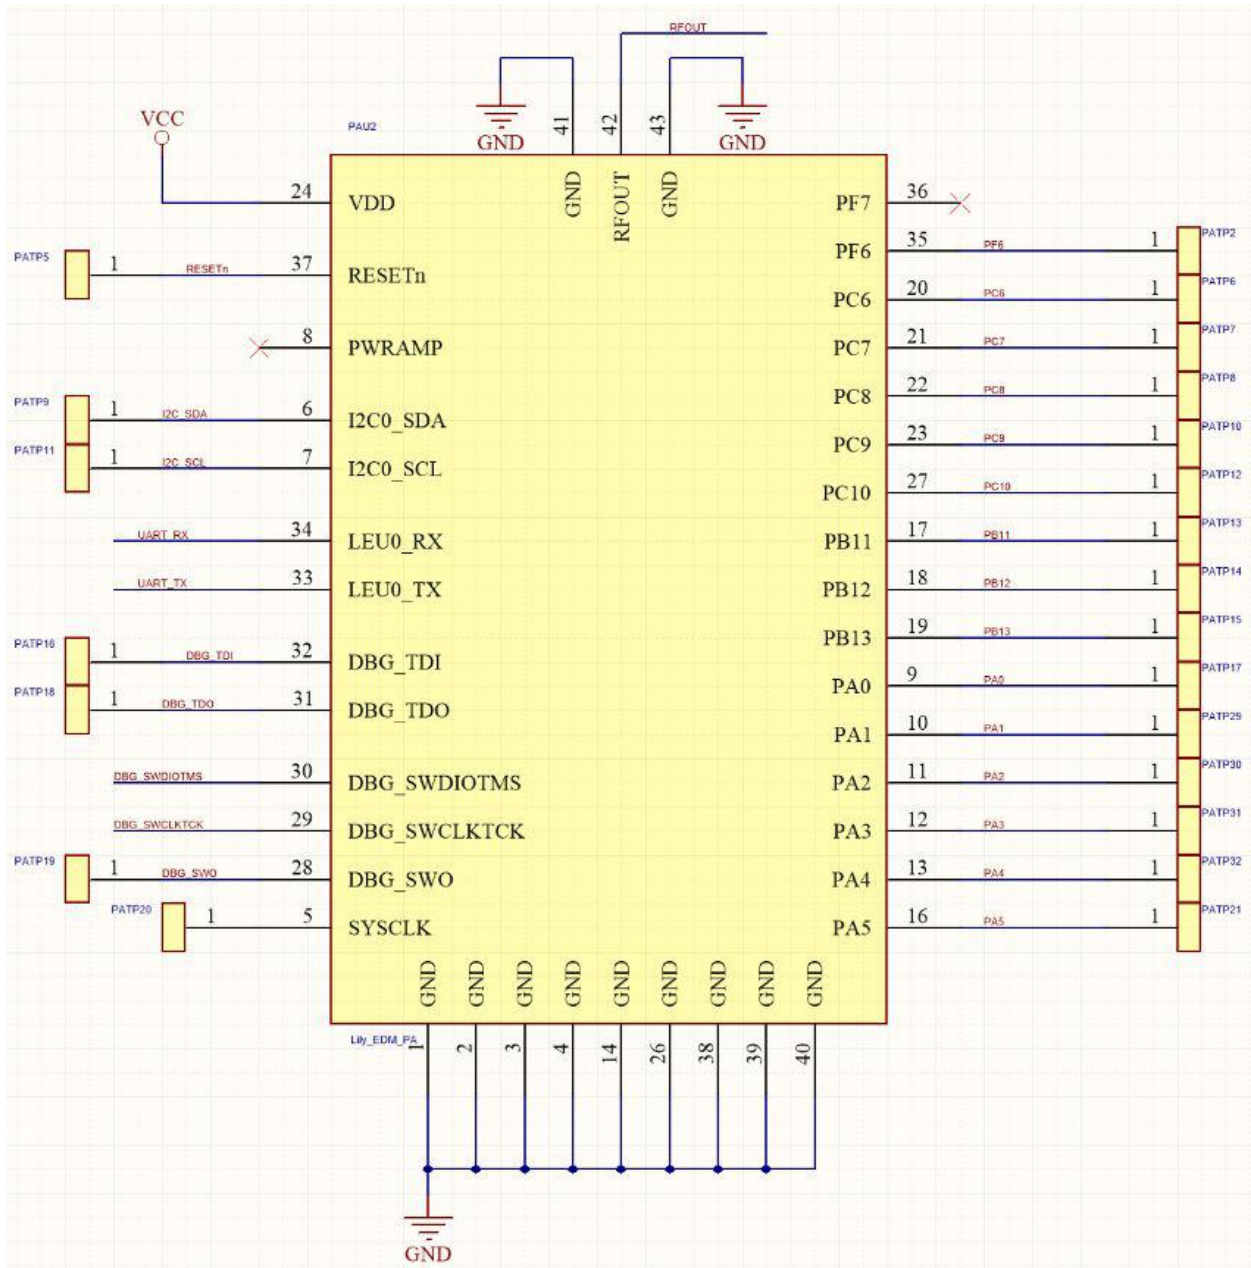 RFOUT
GND
41
42
43
GND
VCC
PAU2
GND
RFOUT
GND
24
VDD
PF7
36
PATP5
1
RESETn
37
RESETn
PF6
35
PF6
1
PATP2
PC6
20
PC6
1
PATP6
8
PWRAMP
PC7
21
PC7
1
PATP7
PATP9
1
I2C_SDA
6
I2C0_SDA
PC8
22
PC8
1
PATP8
PATP11
1
I2C_SCL
7
I2C0_SCL
PC9
23
PC9
1
PATP10
PC10
27
PC10
1
PATP12
UART_RX
34
LEU0_RX
PB11
17
PB11
1
PATP13
UART_TX
33
LEU0_TX
PB12
18
PB12
1
PATP14
PB13
19
PB13
1
PATP15
PATP16
1
DBG_TDI
32
DBG_TDI
PA0
9
PA0
1
PATP17
PATP18
1
DBG_TDO
31
DBG_TDO
PA1
10
PA1
1
PATP29
DBG_SWDIOTMS
30
DBG_SWDIOTMS
PA2
11
PA2
1
PATP30
DBG_SWCLKTCK
29
DBG_SWCLKTCK
PA3
12
PA3
1
PATP31
PATP19
1
DBG_SWO
28
DBG_SWO
PA4
13
PA4
1
PATP32
PATP20
1
5
SYSCLK
PA5
16
PA5
1
PATP21
GND
GND
GND
GND
GND
GND
GND
GND
GND
Lily_EDM_PA
1
2
3
4
14
26
38
39
40
GND